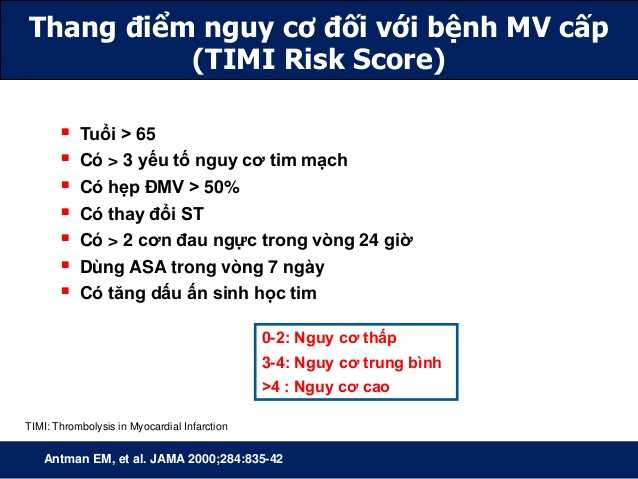 Thang điểm nguy cơ đối với bệnh MV cấp
(TIMI Risk Score)
▪ Tuổi > 65
▪ Có > 3 yếu tố nguy cơ tim mạch
▪ Có hẹp ĐMV > 50%
▪ Có thay đổi ST
▪ Có > 2 cơn đau ngực trong vòng 24 giờ
▪ Dùng ASA trong vòng 7 ngày
▪ Có tăng dấu ấn sinh học tim
0-2: Nguy cơ thấp
3-4: Nguy cơ trung bình
>4 : Nguy cơ cao
TIMI: Thrombolysis in Myocardial Infarction
Antman EM, et al. JAMA 2000;284:835-42